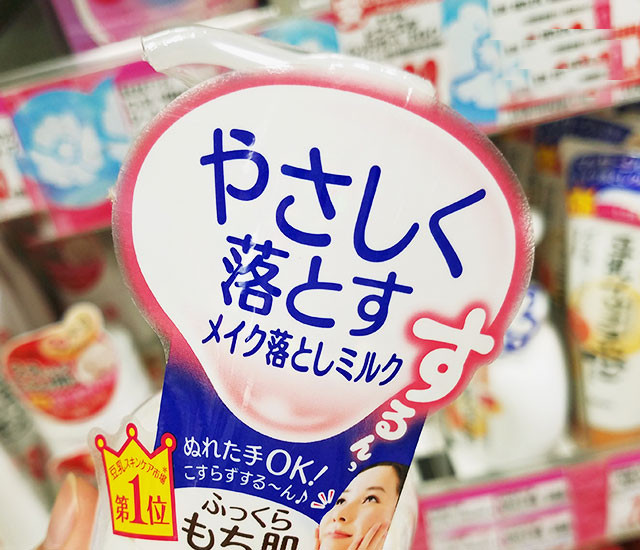 やさしく
落とす
メイク落としミルク
するん、
ぬれた手OK!
こすらずする〜ん♪
豆乳スキンケア市場
第1位
ふっくら
もち肌